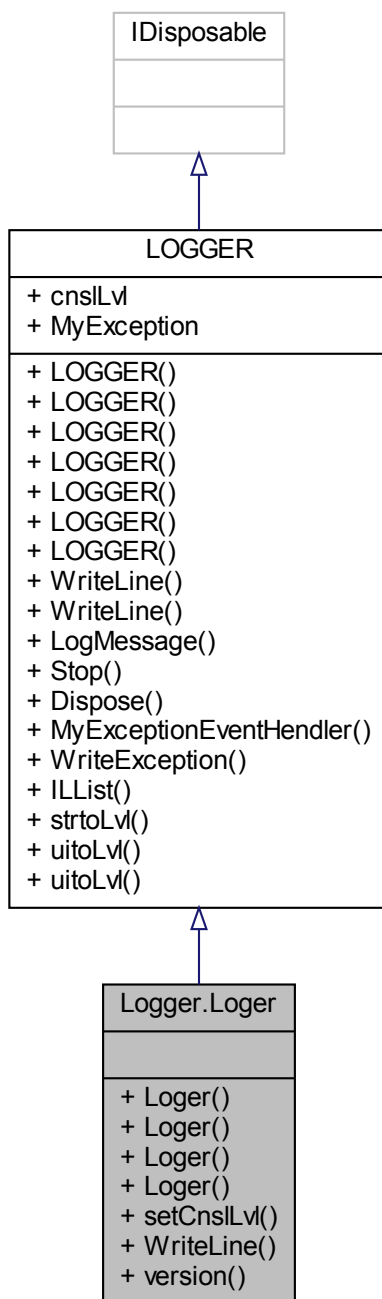 IDisposable
LOGGER
+ cnslLvl
+ MyException
+ LOGGER()
+ LOGGER()
+ LOGGER()
+ LOGGER()
+ LOGGER()
+ LOGGER()
+ LOGGER()
+ WriteLine()
+ WriteLine()
+ LogMessage()
+ Stop()
+ Dispose()
+ MyExceptionEventHendler()
+ WriteException()
+ ILList()
+ strtoLvl()
+ uitoLvl()
+ uitoLvl()
Logger.Loger
+ Loger()
+ Loger()
+ Loger()
+ Loger()
+ setCnslLvl()
+ WriteLine()
+ version()